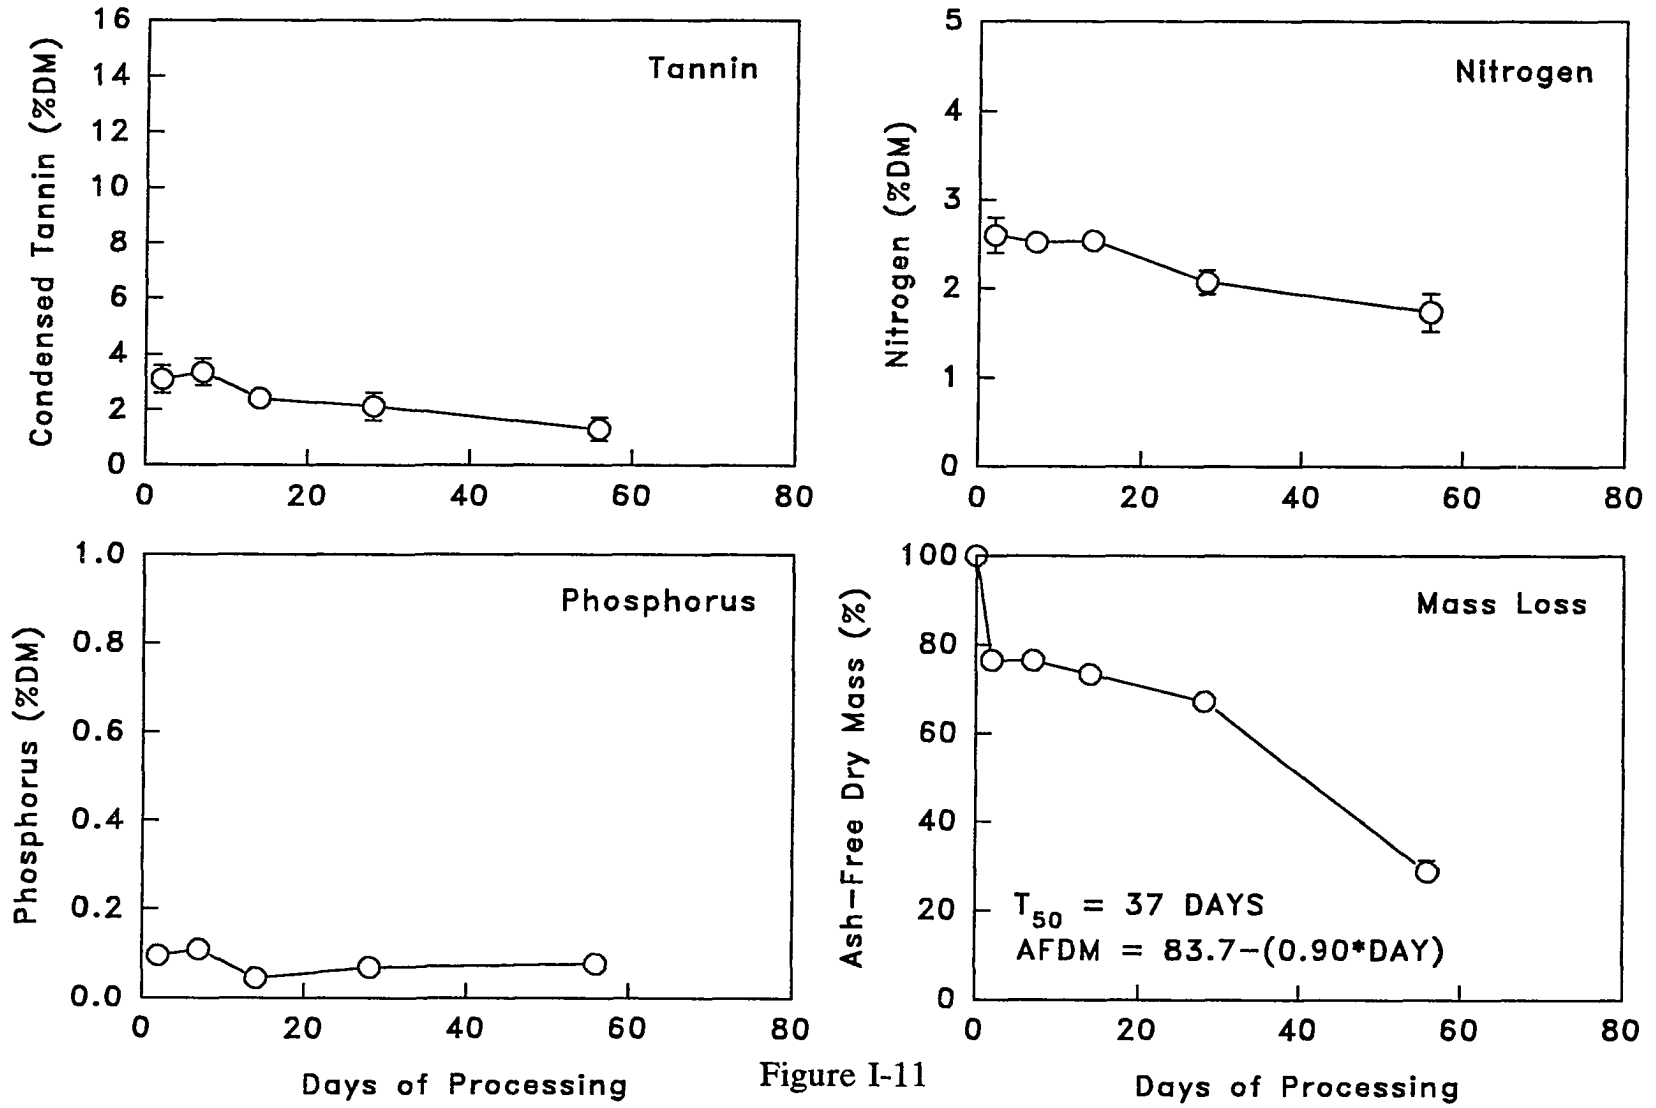 Tannin
Condensed Tannin (%DM)
16
14
12
10
8
6
4
2
0
0 20 40 60 80
Nitrogen
Nitrogen (%DM)
5
4
3
2
1
0
0 20 40 60 80
Phosphorus
Phosphorus (%DM)
1.0
0.8
0.6
0.4
0.2
0.0
0 20 40 60 80
Days of Processing
Mass Loss
Ash-Free Dry Mass (%)
100
80
60
40
20
0
T50 = 37 DAYS
AFDM = 83.7-(0.90*DAY)
0 20 40 60 80
Days of Processing
Figure I-11